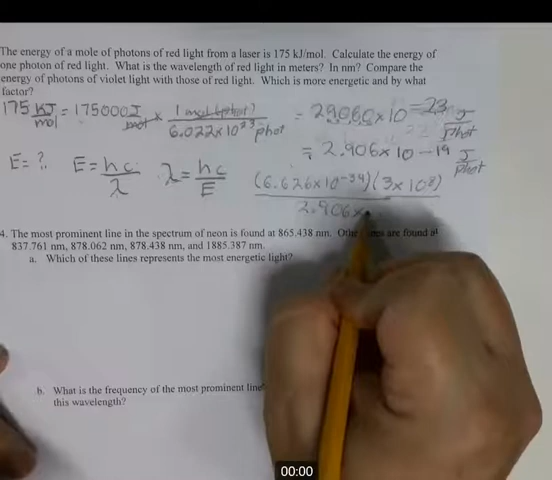 The energy of a mole of photons of red light from a laser is 175 kJ/mol. Calculate the energy of
one photon of red light. What is the wavelength of red light in meters? In nm? Compare the
energy of photons of violet light with those of red light. Which is more energetic and by what
factor?
175 KJ/mol = 175000 J/mol × 1 mol (phot)/6.022×10²³ phot = 29060 × 10⁻²³ J/phot
= 2.906 × 10 −19 J/phot
E = ? E = hc/λ λ = hc/E (6.626×10⁻³⁴)(3×10⁸)
2.906×
4. The most prominent line in the spectrum of neon is found at 865.438 nm. Other lines are found at
837.761 nm, 878.062 nm, 878.438 nm, and 1885.387 nm.
a. Which of these lines represents the most energetic light?
b. What is the frequency of the most prominent line
this wavelength?
00:00